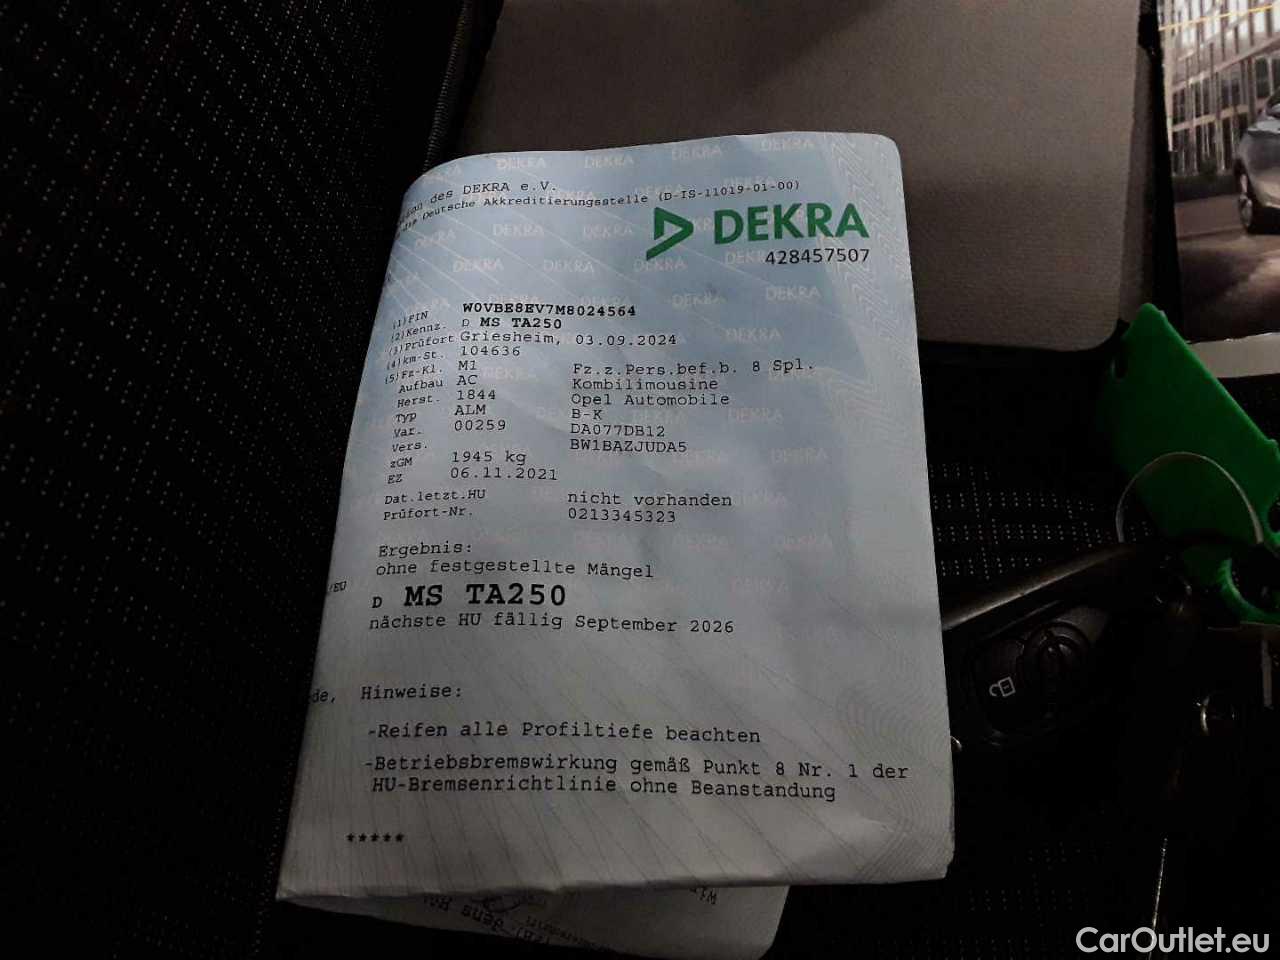 des DEKRA e.V.
die Deutsche Akkreditierungsstelle (D-IS-11019-01-00)
DEKRA
428457507
(1)FIN W0VBE8EV7M8024564
(2)Kennz. D MS TA250
(3)Prüfort Griesheim, 03.09.2024
(4)km-St. 104636
(5)Fz-Kl. M1 Fz.z.Pers.bef.b. 8 Spl.
Aufbau AC Kombilimousine
Herst. 1844 Opel Automobile
Typ ALM B-K
Var. 00259 DA077DB12
Vers. BW1BAZJUDA5
zGM 1945 kg
EZ 06.11.2021
Dat.letzt.HU nicht vorhanden
Prüfort-Nr. 0213345323
Ergebnis:
ohne festgestellte Mängel
/EU
D MS TA250
nächste HU fällig September 2026
de, Hinweise:
-Reifen alle Profiltiefe beachten
-Betriebsbremswirkung gemäß Punkt 8 Nr. 1 der
HU-Bremsenrichtlinie ohne Beanstandung
*****
CarOutlet.eu